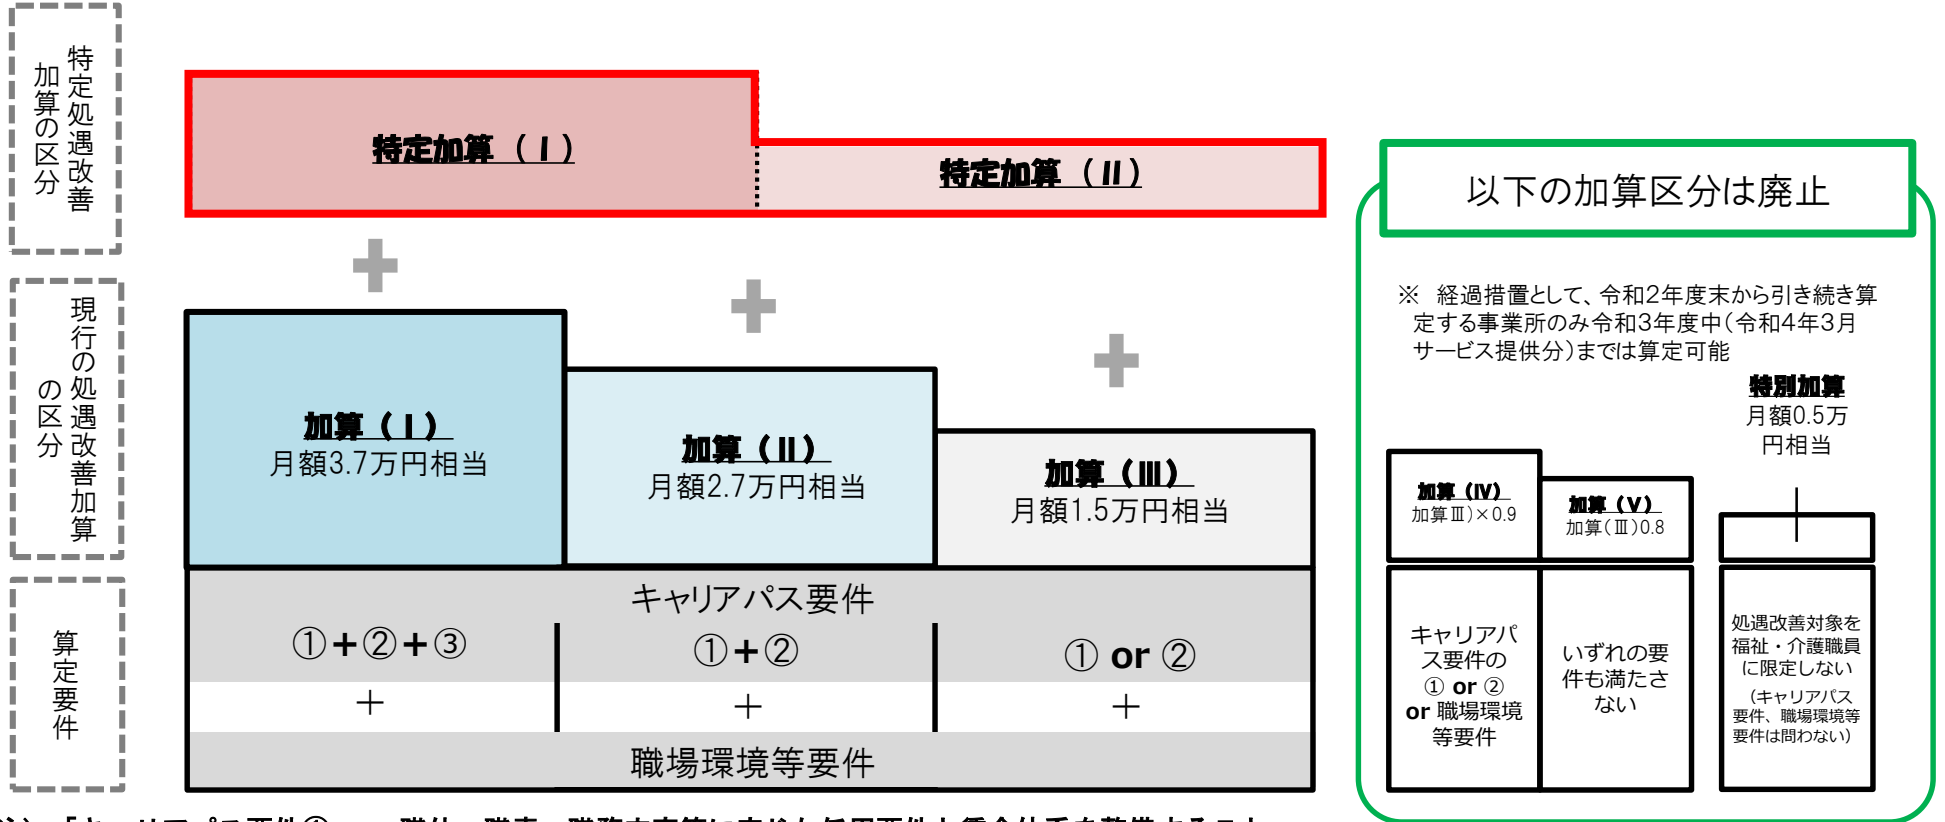 特定処遇改善
加算の区分
特定加算（Ⅰ）
特定加算（Ⅱ）
現行の処遇改善加算
の区分
加算（Ⅰ）
月額3.7万円相当
加算（Ⅱ）
月額2.7万円相当
加算（Ⅲ）
月額1.5万円相当
算定要件
キャリアパス要件
①+②+③
①+②
① or ②
＋
＋
＋
職場環境等要件
以下の加算区分は廃止
※　経過措置として、令和2年度末から引き続き算
定する事業所のみ令和3年度中(令和4年3月
サービス提供分)までは算定可能
特別加算
月額0.5万
円相当
加算（Ⅳ）
加算Ⅲ)×0.9
加算（Ⅴ）
加算(Ⅲ)0.8
キャリアパ
ス要件の
① or ②
or 職場環境
等要件
いずれの要
件も満たさ
ない
処遇改善対象を
福祉・介護職員
に限定しない
（キャリアパス
要件、職場環境等
要件は問わない）